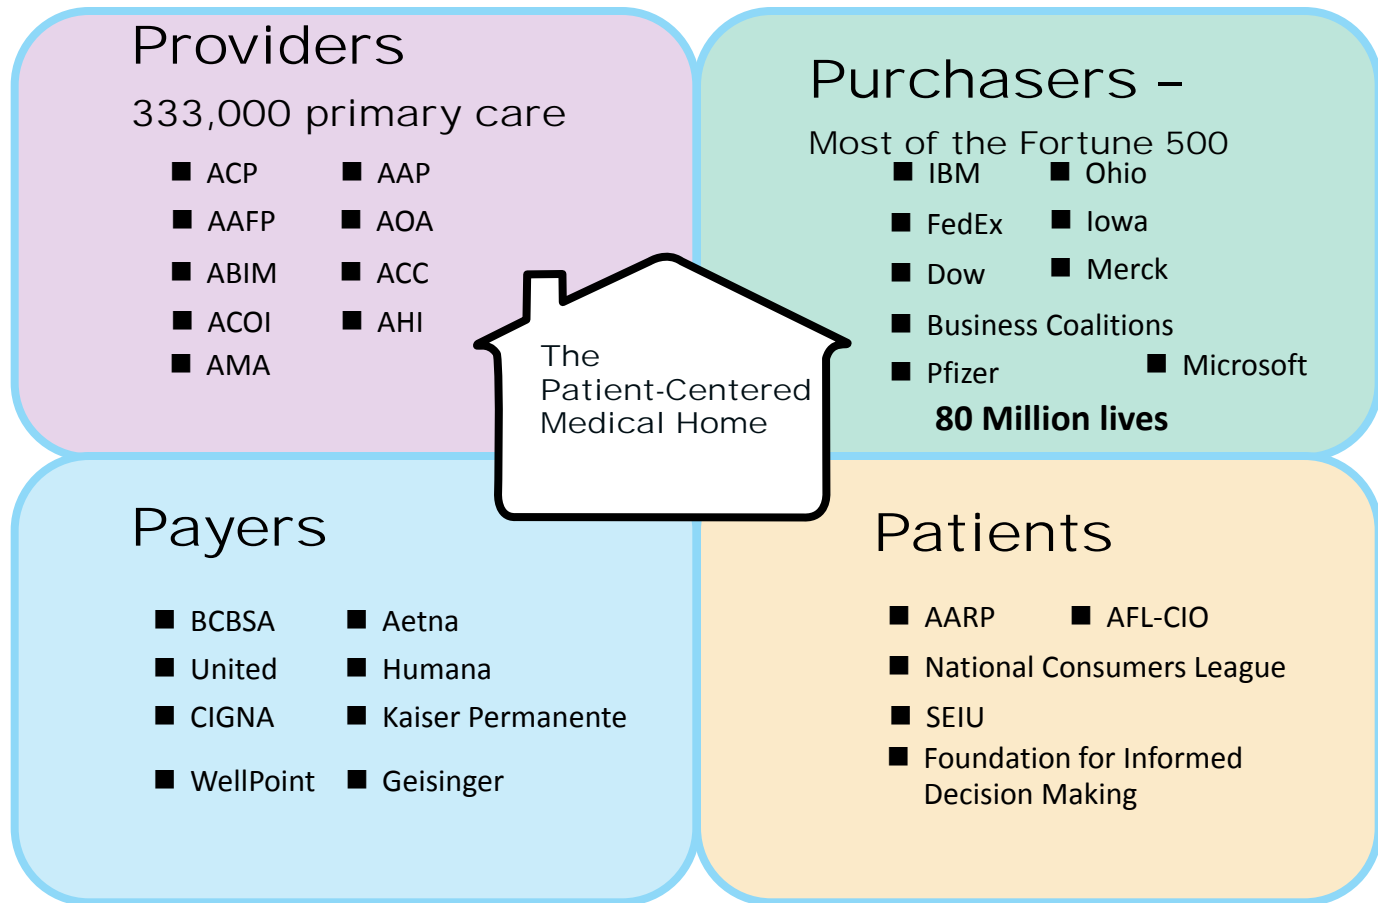 Providers
333,000 primary care
■ ACP ■ AAP
■ AAFP ■ AOA
■ ABIM ■ ACC
■ ACOI ■ AHI
■ AMA
Purchasers –
Most of the Fortune 500
■ IBM ■ Ohio
■ FedEx ■ Iowa
■ Dow ■ Merck
■ Business Coalitions
■ Pfizer ■ Microsoft
80 Million lives
The
Patient-Centered
Medical Home
Payers
■ BCBSA ■ Aetna
■ United ■ Humana
■ CIGNA ■ Kaiser Permanente
■ WellPoint ■ Geisinger
Patients
■ AARP ■ AFL-CIO
■ National Consumers League
■ SEIU
■ Foundation for Informed
Decision Making